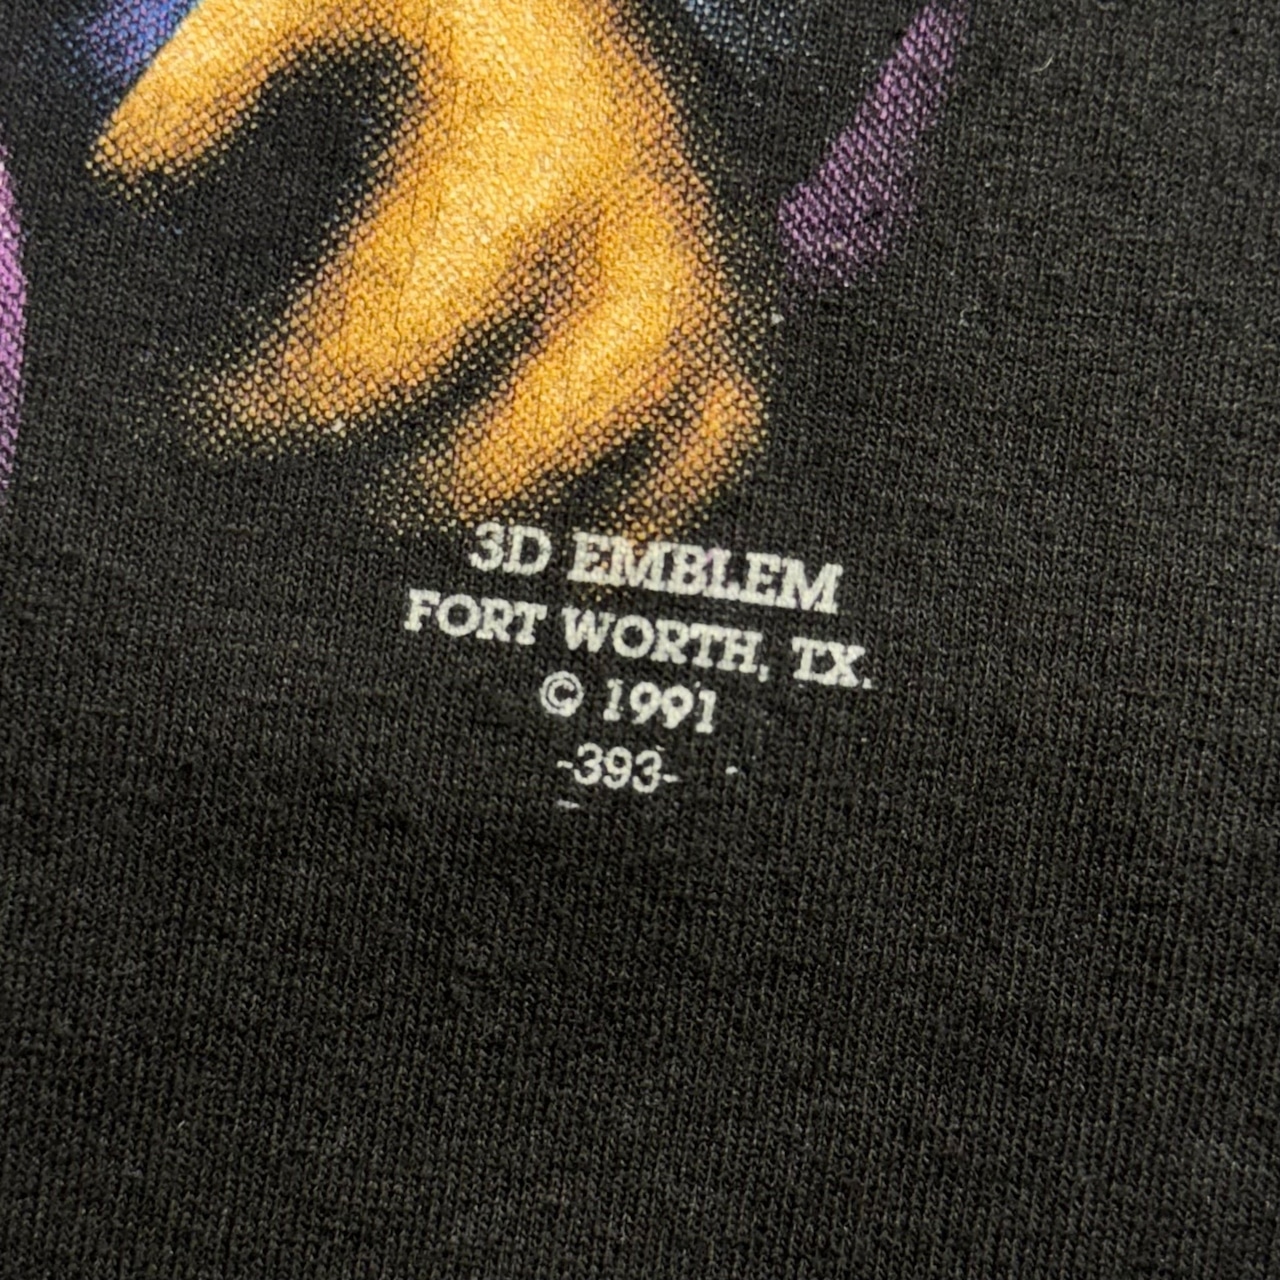 3D EMBLEM
FORT WORTH, TX.
© 1991
-393-